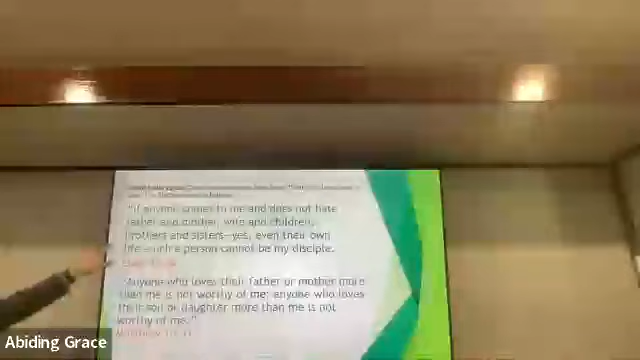 "If anyone comes to me and does not hate
father and mother, wife and children,
brothers and sisters—yes, even their own
life—such a person cannot be my disciple.
"Anyone who loves their father or mother more
than me is not worthy of me; anyone who loves
their son or daughter more than me is not
worthy of me."
Abiding Grace